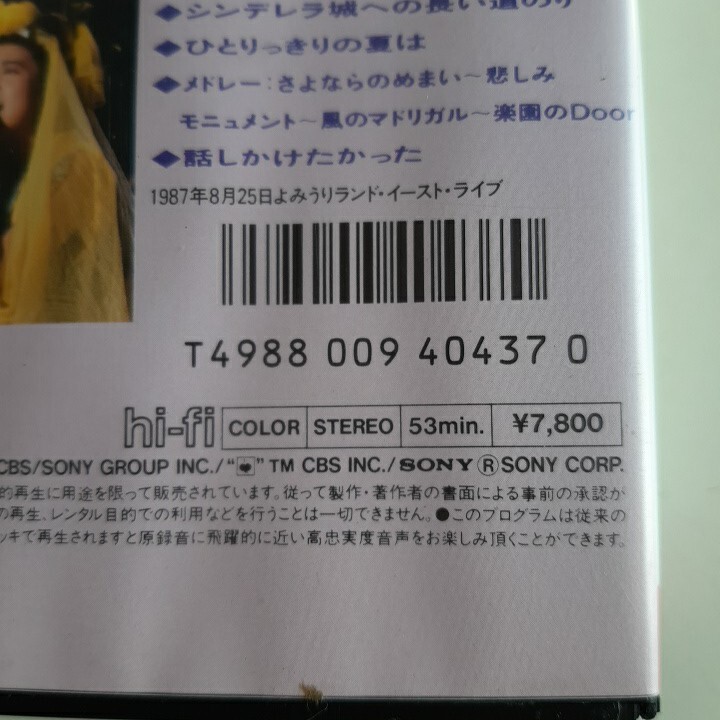 ◆シンデレラ城への長い道のり
◆ひとりっきりの夏は
◆メドレー:さよならのめまい〜悲しみ
モニュメント〜風のマドリガル〜楽園のDoor
◆話しかけたかった
1987年8月25日よみうりランド・イースト・ライブ
T4988 009 40437 0
hi-fi COLOR STEREO 53min. ¥7,800
CBS/SONY GROUP INC./“ ” TM CBS INC./SONY ® SONY CORP.
的再生に用途を限って販売されています。従って製作・著作者の書面による事前の承認が
の再生、レンタル目的での利用などを行うことは一切できません。●このプログラムは従来の
ッキで再生されますと原録音に飛躍的に近い高忠実度音声をお楽しみ頂くことができます。